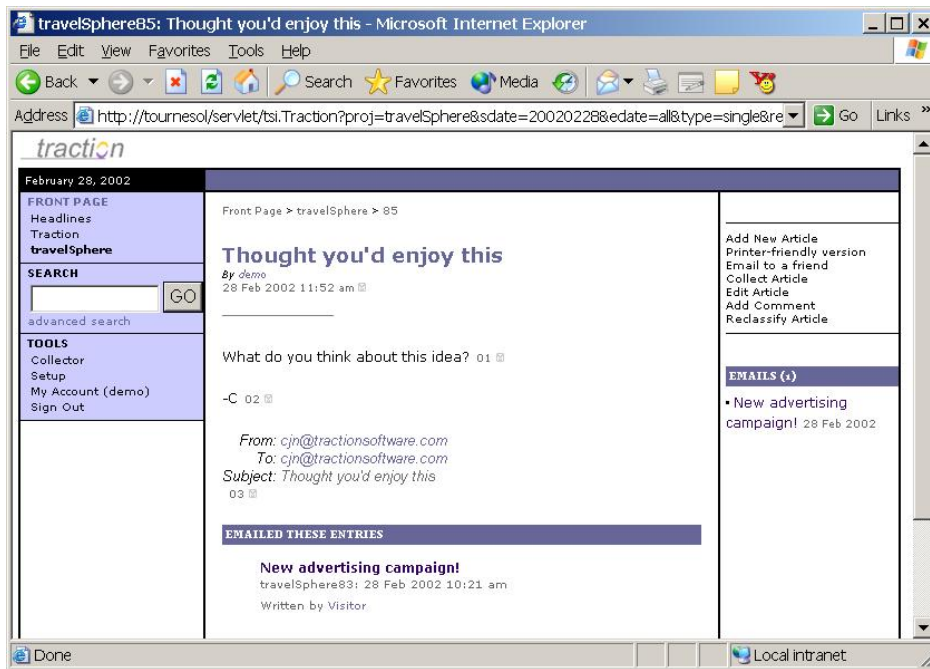 travelSphere85: Thought you'd enjoy this - Microsoft Internet Explorer
File Edit View Favorites Tools Help
Back Search Favorites Media
Address http://tournesol/servlet/tsi.Traction?proj=travelSphere&sdate=20020228&edate=all&type=single&re Go Links »
traction
February 28, 2002
FRONT PAGE
Headlines
Traction
travelSphere
SEARCH
GO
advanced search
TOOLS
Collector
Setup
My Account (demo)
Sign Out
Front Page > travelSphere > 85
Thought you'd enjoy this
By demo
28 Feb 2002 11:52 am
What do you think about this idea? 01
-C 02
From: cjn@tractionsoftware.com
To: cjn@tractionsoftware.com
Subject: Thought you'd enjoy this
03
EMAILED THESE ENTRIES
New advertising campaign!
travelSphere83: 28 Feb 2002 10:21 am
Written by Visitor
Add New Article
Printer-friendly version
Email to a friend
Collect Article
Edit Article
Add Comment
Reclassify Article
EMAILS (1)
New advertising
campaign! 28 Feb 2002
Done
Local intranet